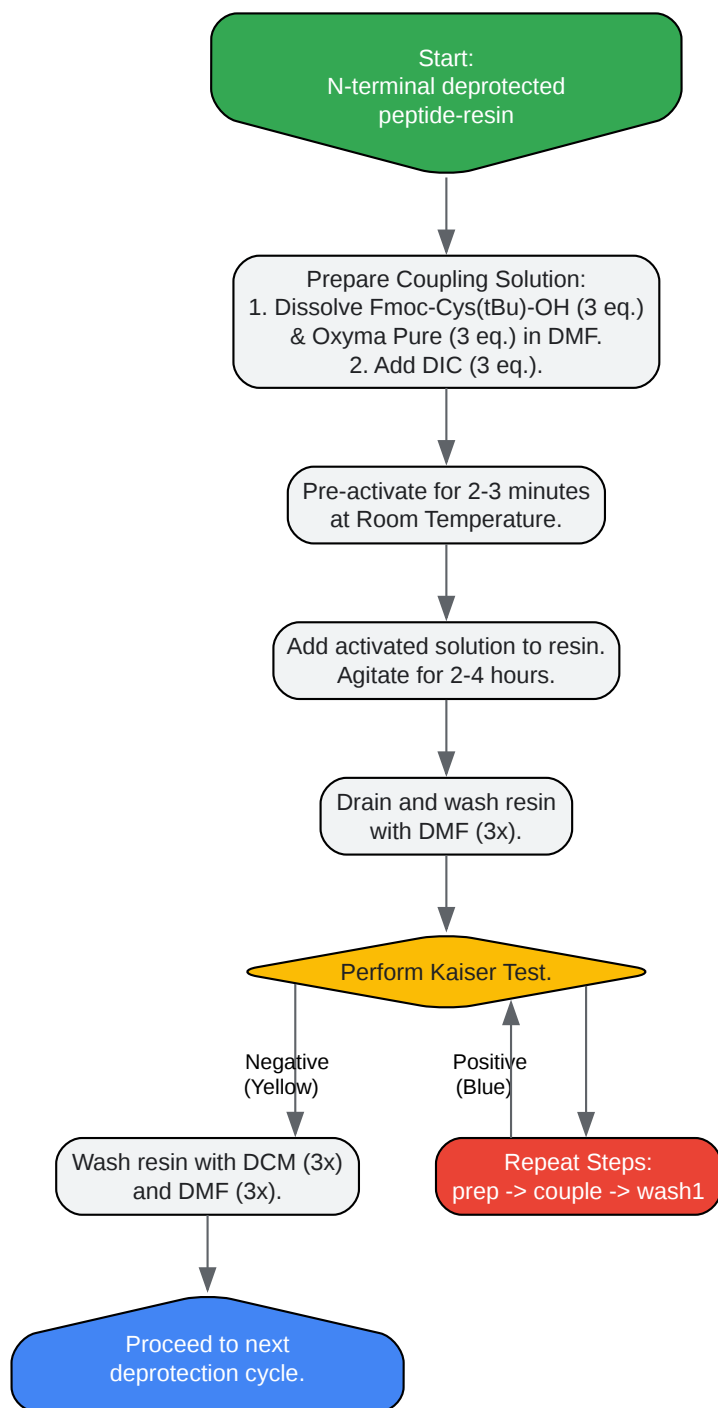 Start:
N-terminal deprotected
peptide-resin
Prepare Coupling Solution:
1. Dissolve Fmoc-Cys(tBu)-OH (3 eq.)
& Oxyma Pure (3 eq.) in DMF.
2. Add DIC (3 eq.).
Pre-activate for 2-3 minutes
at Room Temperature.
Add activated solution to resin.
Agitate for 2-4 hours.
Drain and wash resin
with DMF (3x).
Perform Kaiser Test.
Negative
(Yellow)
Positive
(Blue)
Wash resin with DCM (3x)
and DMF (3x).
Repeat Steps:
prep -> couple -> wash1
Proceed to next
deprotection cycle.